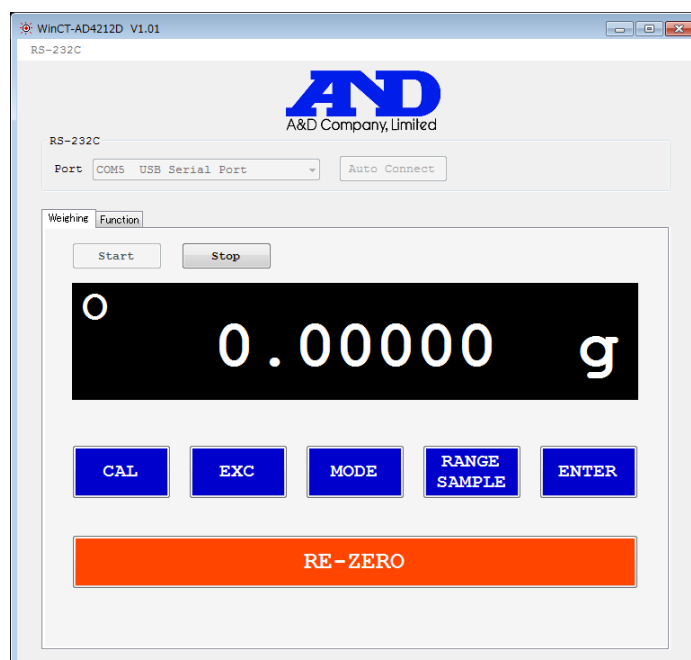 WinCT-AD4212D V1.01
RS-232C
AND
A&D Company, Limited
RS-232C
Port COM5 USB Serial Port Auto Connect
Weighing Function
Start Stop
O
0.00000 g
CAL EXC MODE RANGE SAMPLE ENTER
RE-ZERO